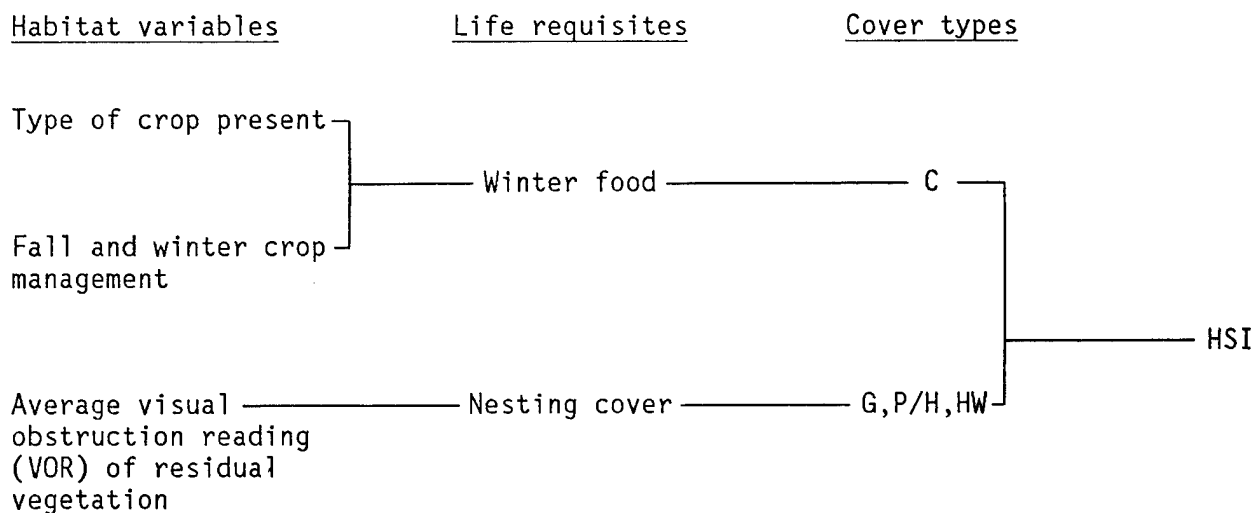 Habitat variables Life requisites Cover types
Type of crop present
Winter food C
Fall and winter crop
management
HSI
Average visual Nesting cover G,P/H,HW
obstruction reading
(VOR) of residual
vegetation